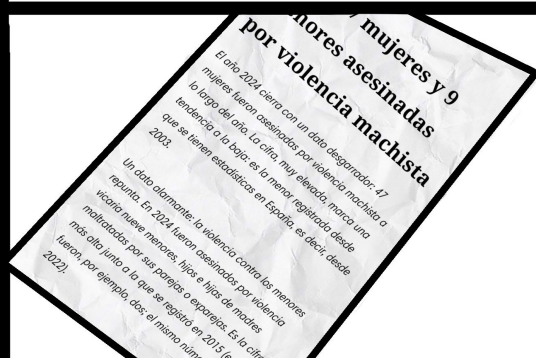 mujeres y 9
nores asesinadas
por violencia machista
El año 2024 cierra con un dato desgarrador: 47
mujeres fueron asesinadas por violencia machista a
lo largo del año. La cifra, muy elevada, marca una
tendencia a la baja: es la menor registrada desde
que se tienen estadísticas en España, es decir, desde
2003.
Un dato alarmante: la violencia contra los menores
repunta. En 2024 fueron asesinados por violencia
vicaria nueve menores, hijos e hijas de madres
maltratadas por sus parejas o exparejas. Es la cifra
más alta junto a la que se registró en 2015 (e
fueron, por ejemplo, dos; el mismo núme
2022).